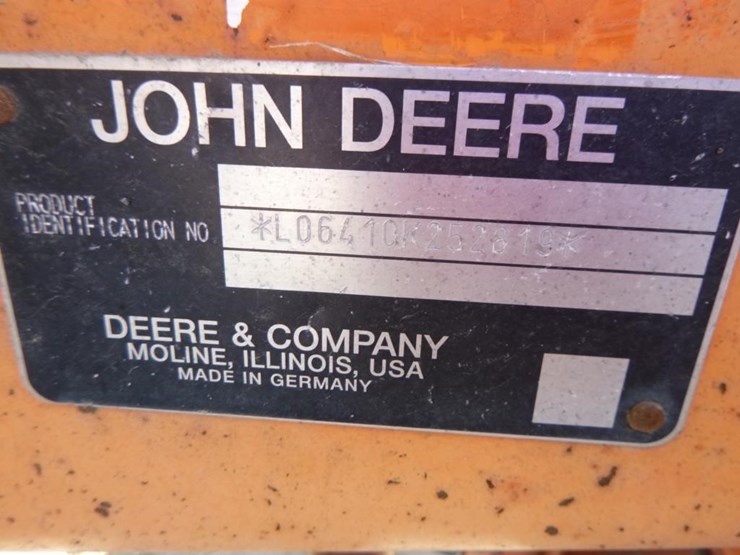 JOHN DEERE
PRODUCT
IDENTIFICATION NO
DEERE & COMPANY
MOLINE, ILLINOIS, USA
MADE IN GERMANY